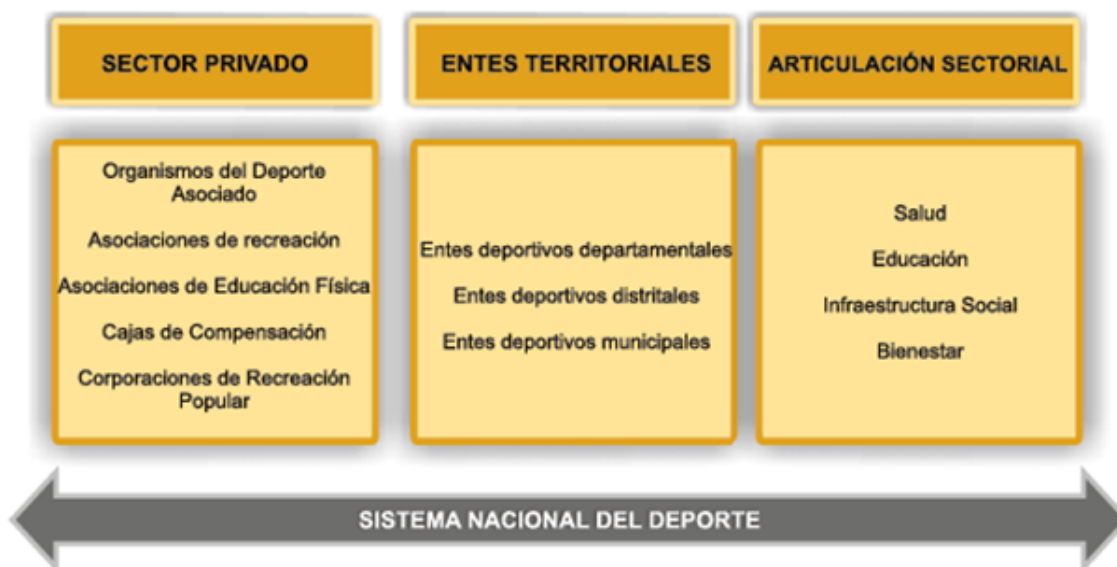 SECTOR PRIVADO
Organismos del Deporte
Asociado
Asociaciones de recreación
Asociaciones de Educación Física
Cajas de Compensación
Corporaciones de Recreación
Popular
ENTES TERRITORIALES
Entes deportivos departamentales
Entes deportivos distritales
Entes deportivos municipales
ARTICULACIÓN SECTORIAL
Salud
Educación
Infraestructura Social
Bienestar
SISTEMA NACIONAL DEL DEPORTE